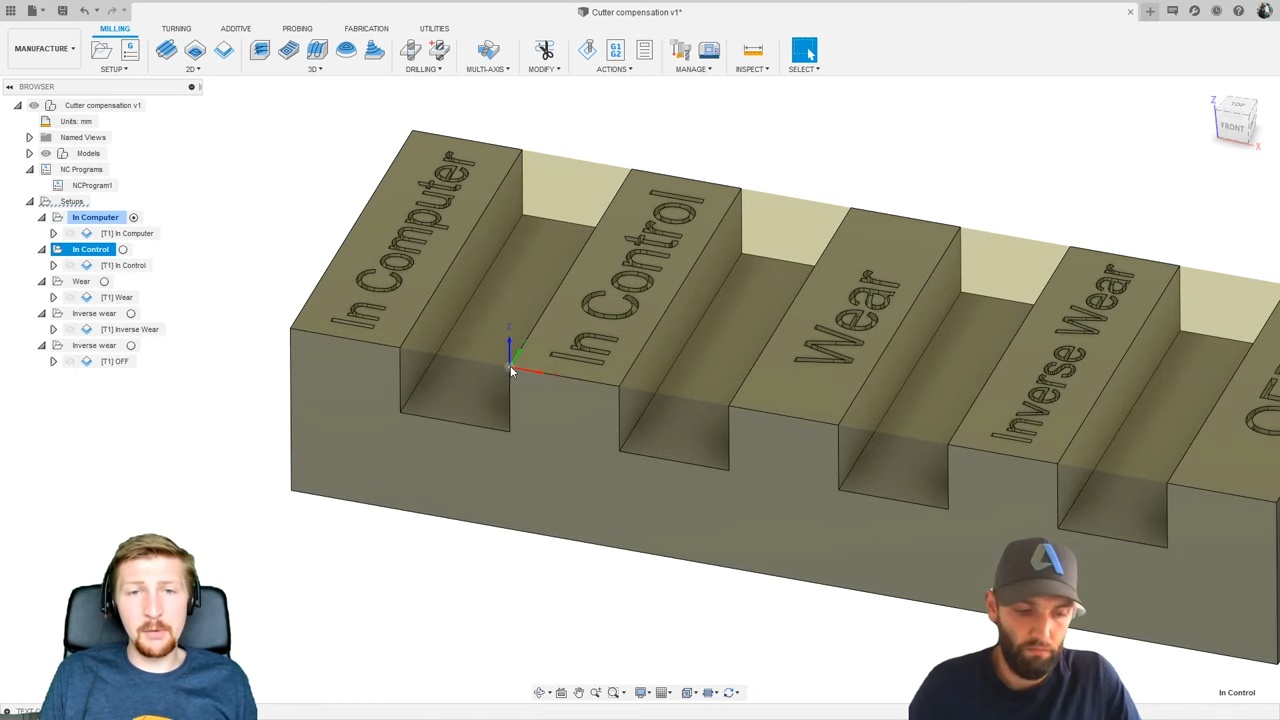 Cutter compensation v1*
MANUFACTURE
MILLING
TURNING
ADDITIVE
PROBING
FABRICATION
UTILITIES
SETUP
2D
3D
DRILLING
MULTI-AXIS
MODIFY
ACTIONS
MANAGE
INSPECT
SELECT
G1
G2
BROWSER
Cutter compensation v1
Units: mm
Named Views
Models
NC Programs
NCProgram1
Setups
In Computer
[T1] In Computer
In Control
[T1] In Control
Wear
[T1] Wear
Inverse wear
[T1] Inverse Wear
Inverse wear
[T1] OFF
In Computer
In Control
Wear
Inverse Wear
Z
TOP
FRONT
X
Z
In Control